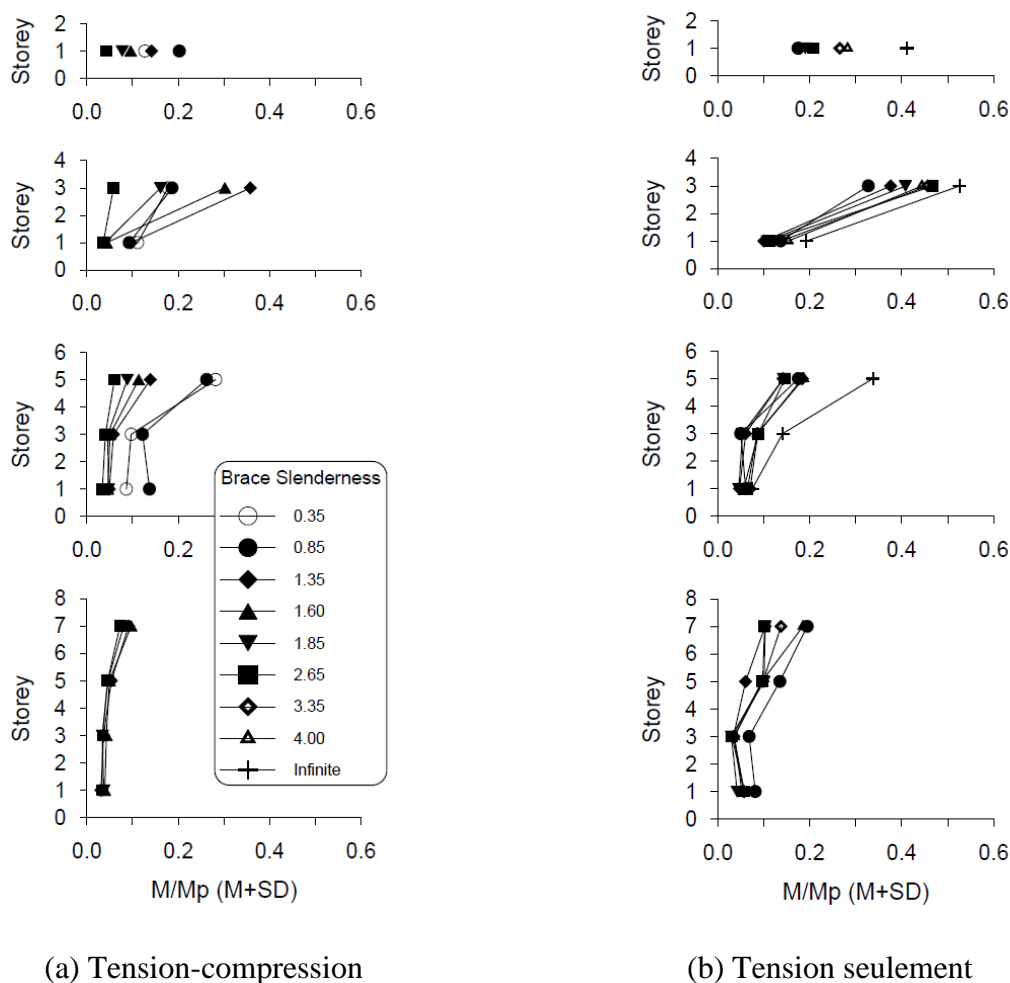 Storey
2
1
0
0.0 0.2 0.4 0.6
Storey
4
3
2
1
0
0.0 0.2 0.4 0.6
Storey
6
5
4
3
2
1
0
0.0 0.2
Brace Slenderness
0.35
0.85
1.35
1.60
1.85
2.65
3.35
4.00
Infinite
Storey
8
7
6
5
4
3
2
1
0
0.0 0.2 0.4 0.6
M/Mp (M+SD)
(a) Tension-compression
Storey
2
1
0
0.0 0.2 0.4 0.6
Storey
4
3
2
1
0
0.0 0.2 0.4 0.6
Storey
6
5
4
3
2
1
0
0.0 0.2 0.4 0.6
Storey
8
7
6
5
4
3
2
1
0
0.0 0.2 0.4 0.6
M/Mp (M+SD)
(b) Tension seulement